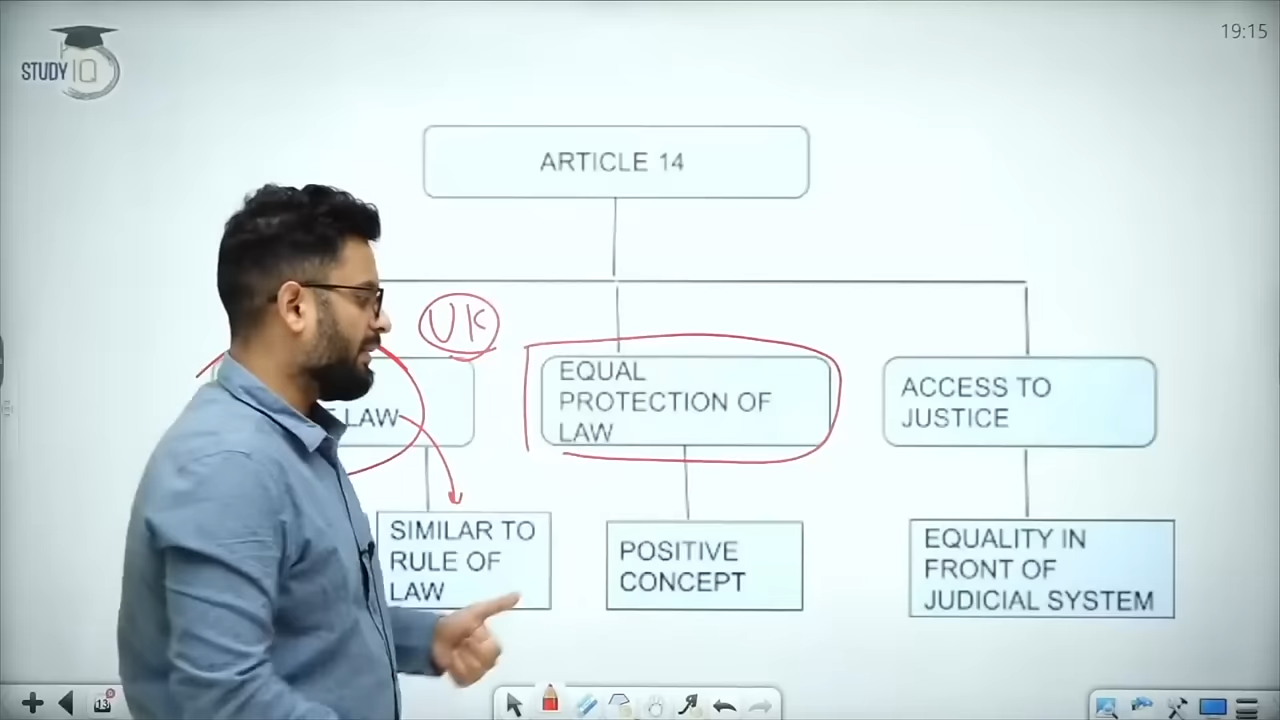 19:15
STUDY IQ
ARTICLE 14
UK
LAW
EQUAL
PROTECTION OF
LAW
ACCESS TO
JUSTICE
SIMILAR TO
RULE OF
LAW
POSITIVE
CONCEPT
EQUALITY IN
FRONT OF
JUDICIAL SYSTEM
13